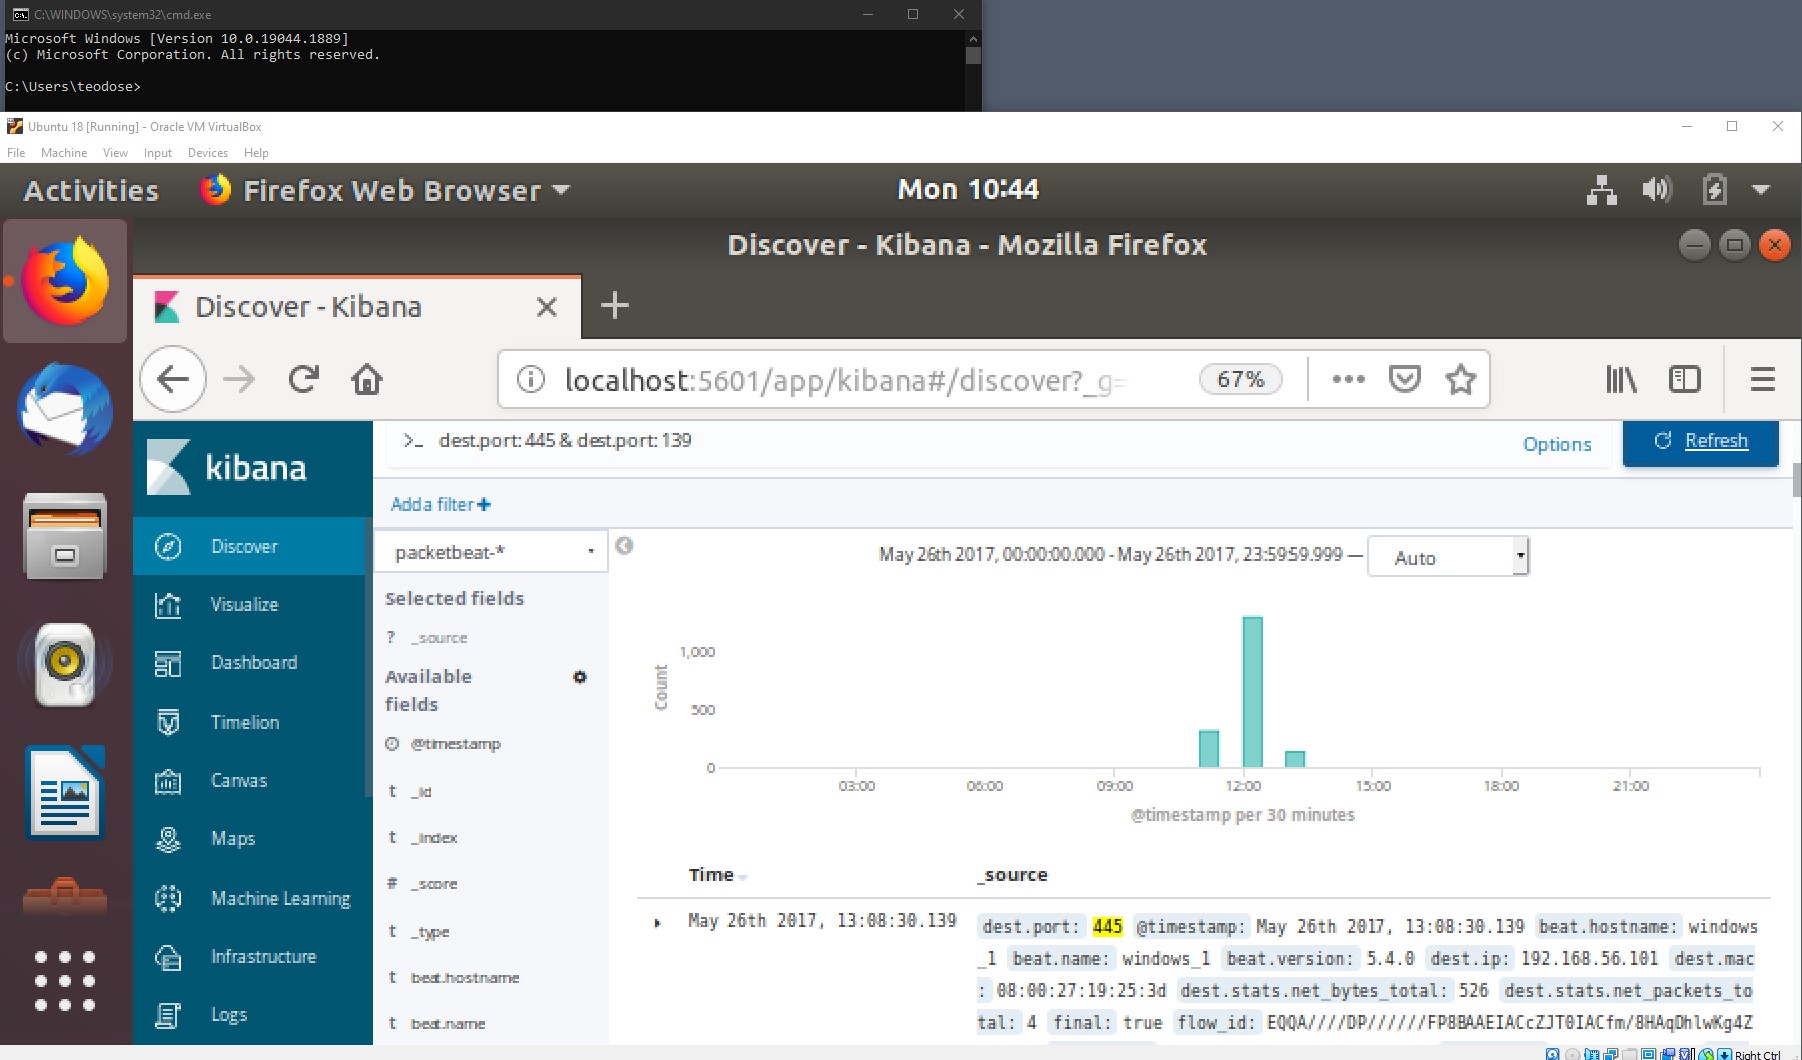 C:\WINDOWS\system32\cmd.exe
Microsoft Windows [Version 10.0.19044.1889]
(c) Microsoft Corporation. All rights reserved.
C:\Users\teodose>
Ubuntu 18 [Running] - Oracle VM VirtualBox
File Machine View Input Devices Help
Activities Firefox Web Browser Mon 10:44
Discover - Kibana - Mozilla Firefox
Discover - Kibana
localhost:5601/app/kibana#/discover?_g= 67%
kibana
>_ dest.port: 445 & dest.port: 139 Options Refresh
Add a filter +
Discover
Visualize
Dashboard
Timelion
Canvas
Maps
Machine Learning
Infrastructure
Logs
packetbeat-*
Selected fields
? _source
Available
fields
@timestamp
t _id
t _index
# _score
t _type
t beat.hostname
t beat.name
May 26th 2017, 00:00:00.000 - May 26th 2017, 23:59:59.999 — Auto
Count
1,000
500
0
03:00 06:00 09:00 12:00 15:00 18:00 21:00
@timestamp per 30 minutes
Time _source
May 26th 2017, 13:08:30.139 dest.port: 445 @timestamp: May 26th 2017, 13:08:30.139 beat.hostname: windows
_1 beat.name: windows_1 beat.version: 5.4.0 dest.ip: 192.168.56.101 dest.mac
: 08:00:27:19:25:3d dest.stats.net_bytes_total: 526 dest.stats.net_packets_to
tal: 4 final: true flow_id: EQQA////DP//////FP8BAAEIACcZJT0IACfm/8HAqDhlwKg4Z
Right Ctrl